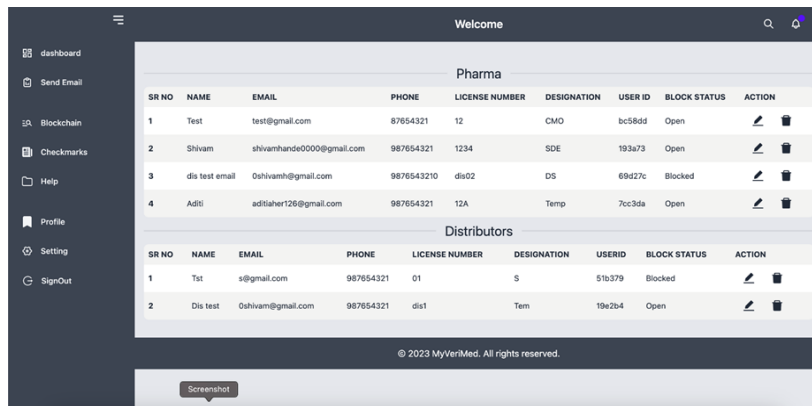 Welcome
dashboard
Send Email
Blockchain
Checkmarks
Help
Profile
Setting
SignOut
Pharma
SR NO NAME EMAIL PHONE LICENSE NUMBER DESIGNATION USER ID BLOCK STATUS ACTION
1 Test test@gmail.com 87654321 12 CMO bc58dd Open
2 Shivam shivamhande0000@gmail.com 987654321 1234 SDE 193a73 Open
3 dis test email 0shivamh@gmail.com 9876543210 dis02 DS 69d27c Blocked
4 Aditi aditiaher126@gmail.com 987654321 12A Temp 7cc3da Open
Distributors
SR NO NAME EMAIL PHONE LICENSE NUMBER DESIGNATION USERID BLOCK STATUS ACTION
1 Tst s@gmail.com 987654321 01 S 51b379 Blocked
2 Dis test 0shivam@gmail.com 987654321 dis1 Tem 19e2b4 Open
© 2023 MyVeriMed. All rights reserved.
Screenshot